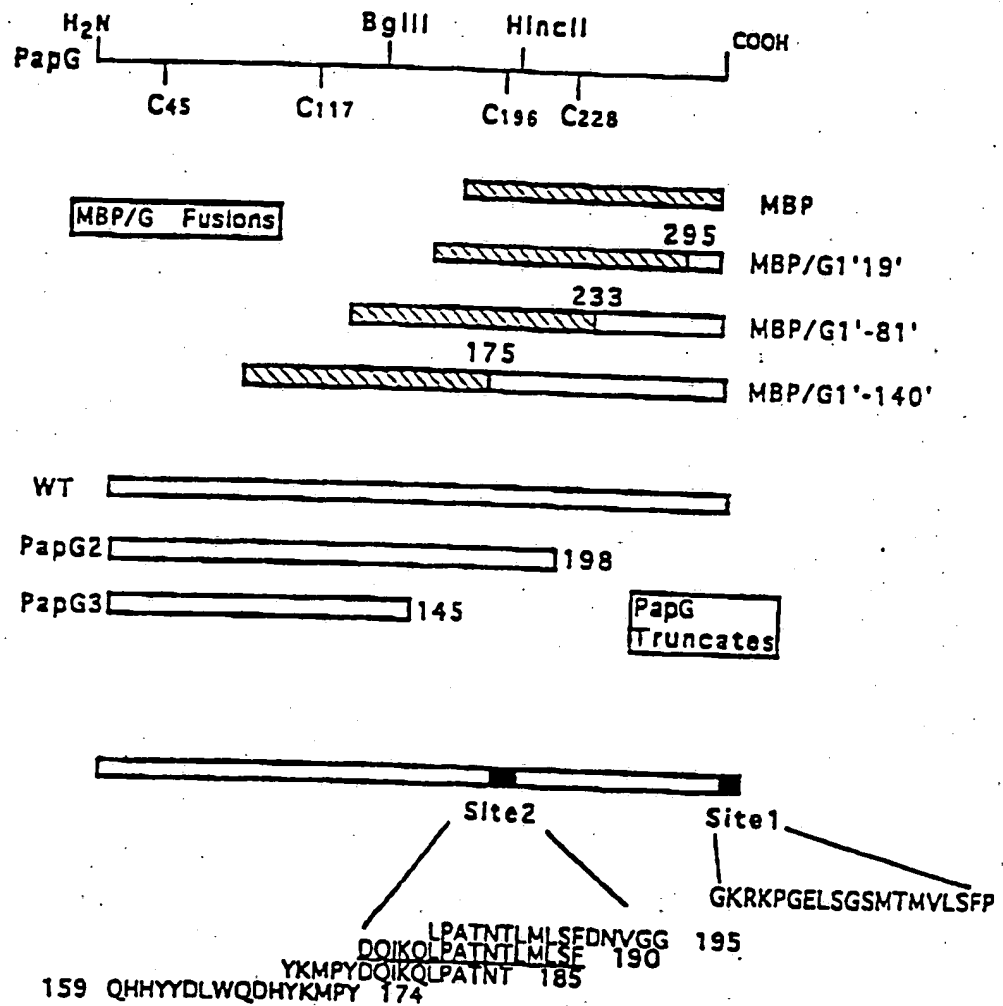 H2N BglII HincII COOH
PapG
C45 C117 C196 C228
MBP
MBP/G Fusions
295
MBP/G1'19'
233
MBP/G1'-81'
175
MBP/G1'-140'
WT
PapG2 198
PapG3 145
PapG
Truncates
Site2 Site1
GKRKPGELSGSMTMVLSFP
LPATNTLMLSFDNVGG 195
DQIKQLPATNTLMLSF 190
YKMPYDQIKQLPATNT 185
159 QHHYYDLWQDHYKMPY 174